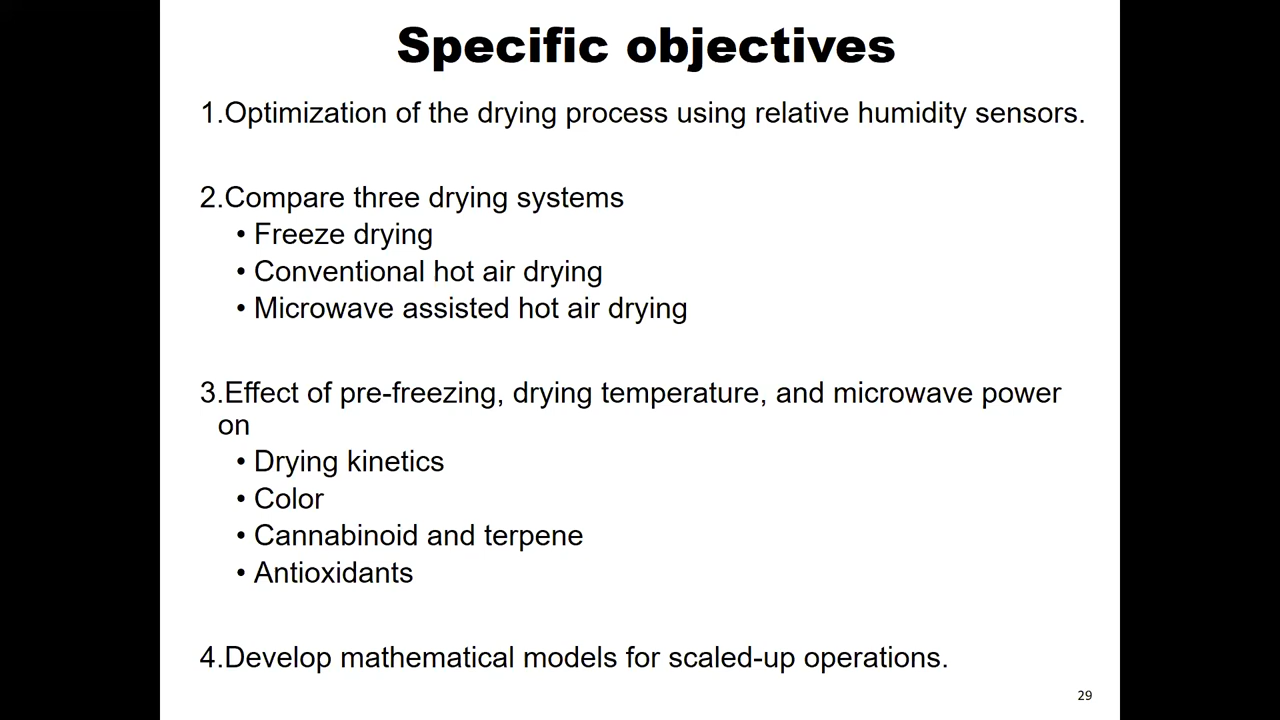 Specific objectives
1.Optimization of the drying process using relative humidity sensors.
2.Compare three drying systems
• Freeze drying
• Conventional hot air drying
• Microwave assisted hot air drying
3.Effect of pre-freezing, drying temperature, and microwave power
on
• Drying kinetics
• Color
• Cannabinoid and terpene
• Antioxidants
4.Develop mathematical models for scaled-up operations.
29